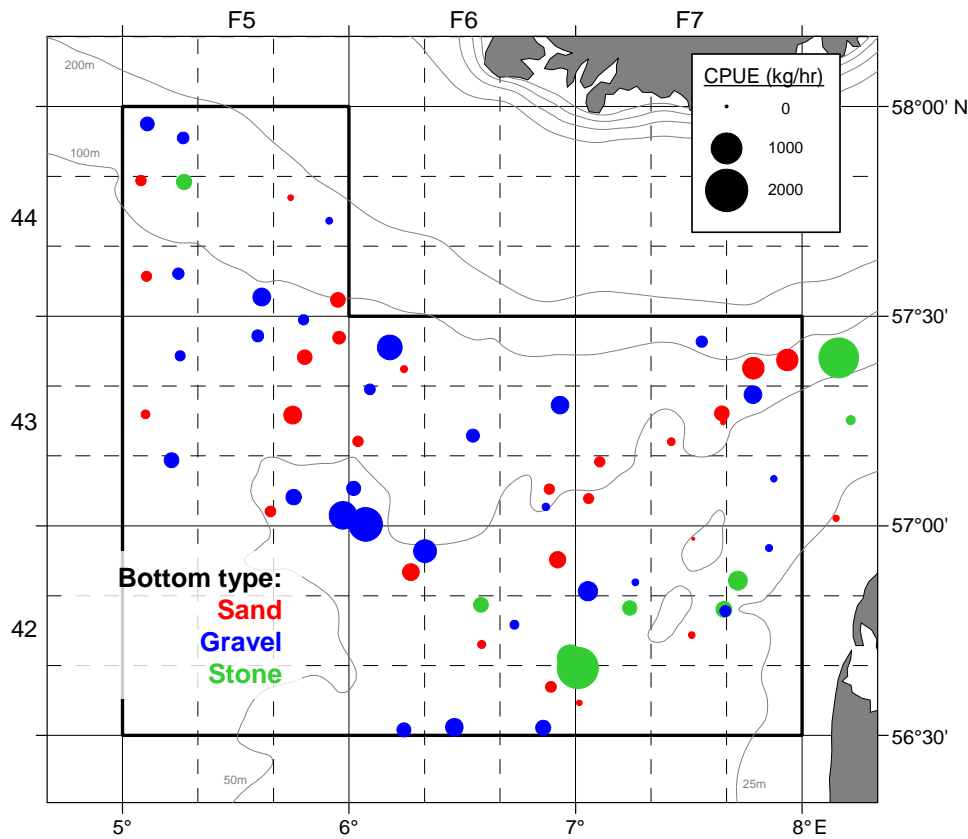 F5 F6 F7
200m
CPUE (kg/hr)
0
58°00' N
1000
100m
2000
44
57°30'
43
57°00'
Bottom type:
Sand
42
Gravel
Stone
56°30'
50m
25m
5° 6° 7° 8° E